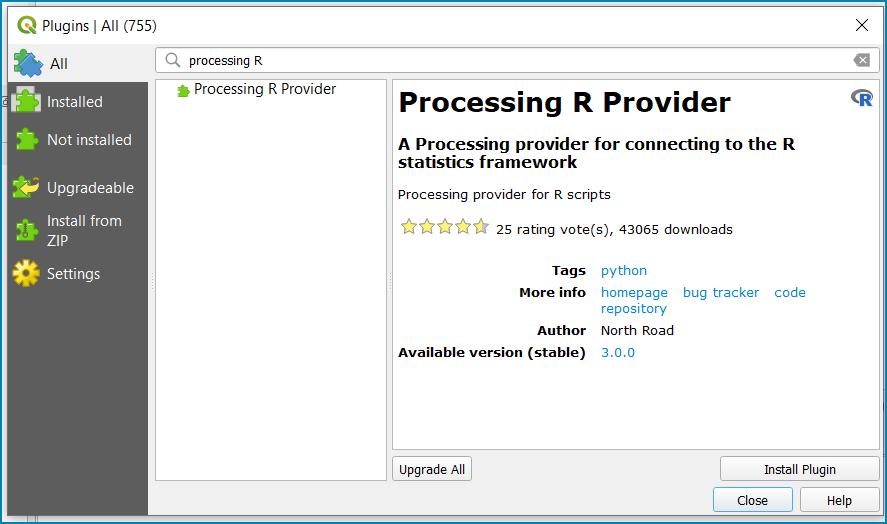 Plugins | All (755)
All
processing R
Installed
Not installed
Upgradeable
Install from
ZIP
Settings
Processing R Provider
Processing R Provider
R
A Processing provider for connecting to the R
statistics framework
Processing provider for R scripts
25 rating vote(s), 43065 downloads
Tags python
More info homepage bug tracker code
repository
Author North Road
Available version (stable) 3.0.0
Upgrade All
Install Plugin
Close
Help